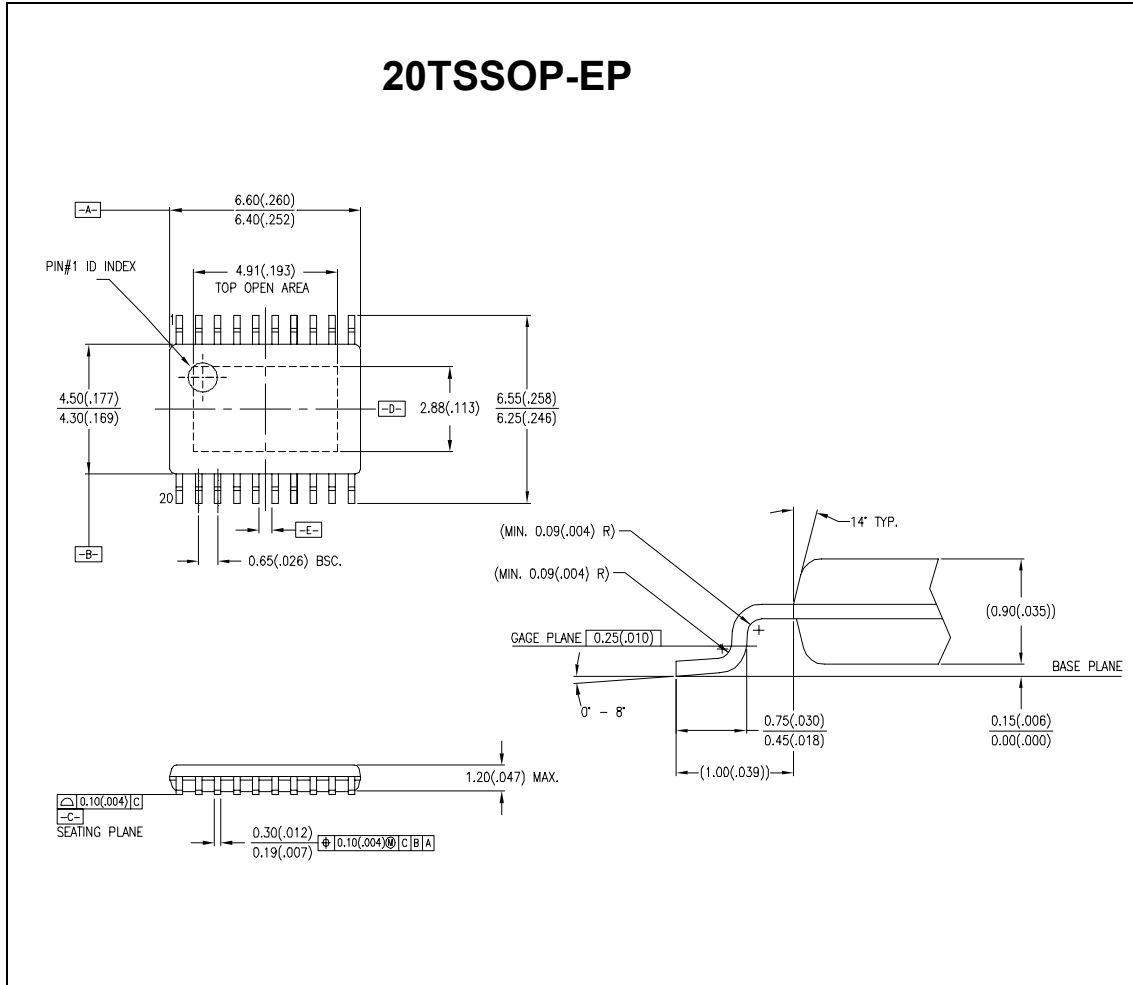 20TSSOP-EP
-A-
6.60(.260)
6.40(.252)
PIN#1 ID INDEX
4.91(.193)
TOP OPEN AREA
1
4.50(.177)
4.30(.169)
-D-
2.88(.113)
6.55(.258)
6.25(.246)
20
-E-
-B-
0.65(.026) BSC.
(MIN. 0.09(.004) R)
(MIN. 0.09(.004) R)
14° TYP.
GAGE PLANE 0.25(.010)
(0.90(.035))
BASE PLANE
0° - 8°
0.75(.030)
0.45(.018)
0.15(.006)
0.00(.000)
(1.00(.039))
1.20(.047) MAX.
⌓ 0.10(.004) C
-C-
SEATING PLANE
0.30(.012)
0.19(.007)
⌖ 0.10(.004)Ⓜ C B A